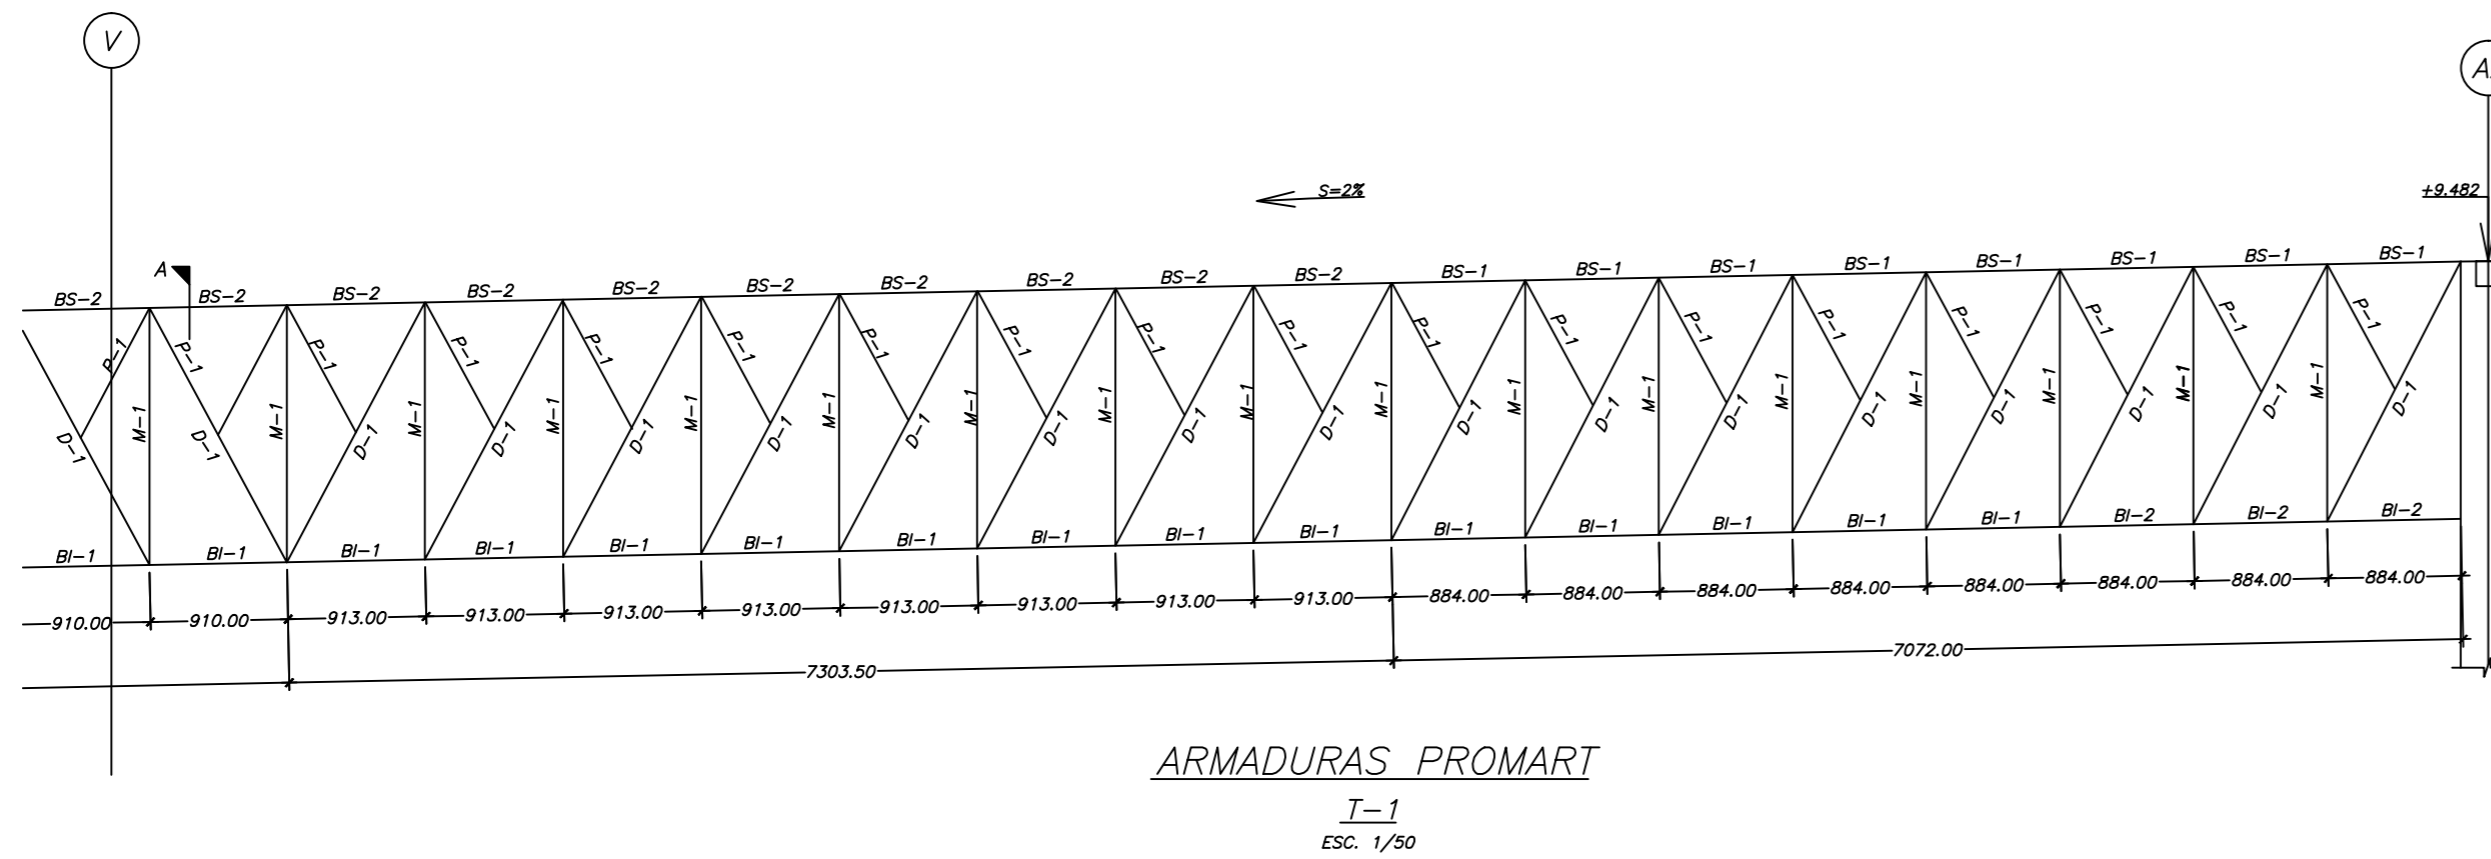 V
A
S=2%
+9.482
A
BS-2 BS-2 BS-2 BS-2 BS-2 BS-2 BS-2 BS-2 BS-2 BS-2 BS-1 BS-1 BS-1 BS-1 BS-1 BS-1 BS-1 BS-1
P-1 P-1 P-1 P-1 P-1 P-1 P-1 P-1 P-1 P-1 P-1 P-1 P-1 P-1 P-1 P-1 P-1 P-1
M-1 M-1 M-1 M-1 M-1 M-1 M-1 M-1 M-1 M-1 M-1 M-1 M-1 M-1 M-1 M-1 M-1
D-1 D-1 D-1 D-1 D-1 D-1 D-1 D-1 D-1 D-1 D-1 D-1 D-1 D-1 D-1 D-1 D-1 D-1
BI-1 BI-1 BI-1 BI-1 BI-1 BI-1 BI-1 BI-1 BI-1 BI-1 BI-1 BI-1 BI-1 BI-1 BI-1 BI-2 BI-2 BI-2
910.00 910.00 913.00 913.00 913.00 913.00 913.00 913.00 913.00 913.00 884.00 884.00 884.00 884.00 884.00 884.00 884.00 884.00
7303.50 7072.00
ARMADURAS PROMART
T-1
ESC. 1/50